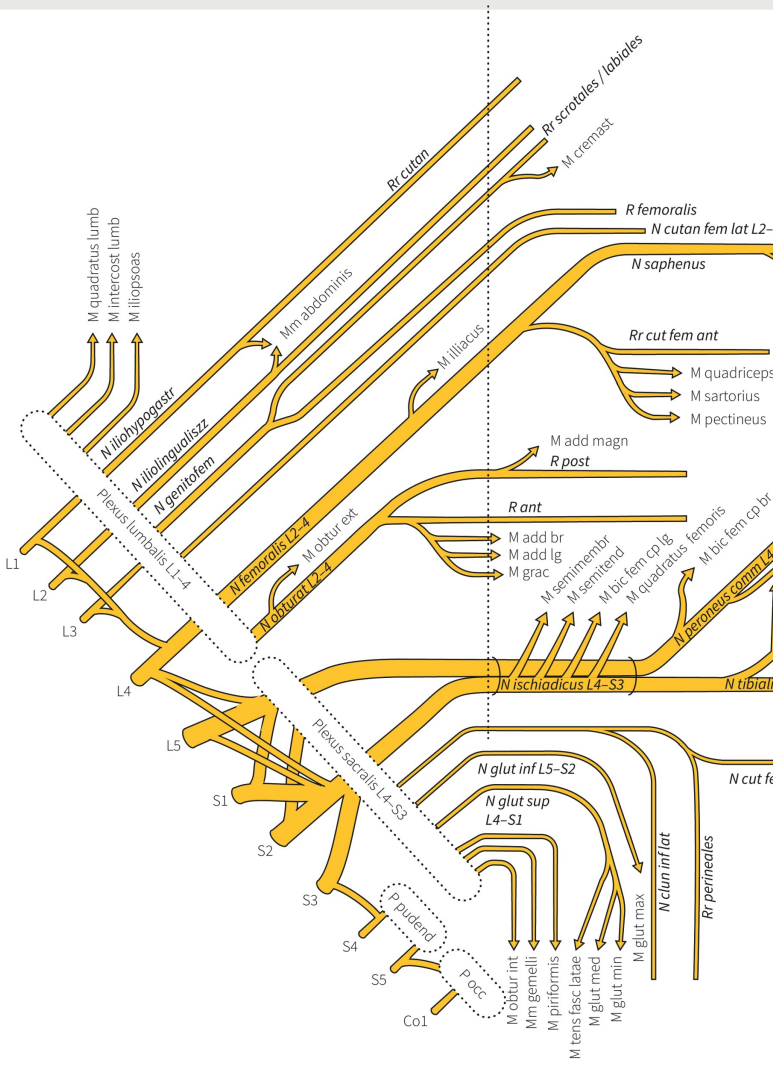 Rr scrotales / labiales
M cremast
Rr cutan
R femoralis
N cutan fem lat L2–
N saphenus
M quadratus lumb
M intercost lumb
M iliopsoas
Mm abdominis
M illiacus
Rr cut fem ant
M quadriceps
M sartorius
M pectineus
N iliohypogastr
N iliolingualiszz
N genitofem
M add magn
R post
R ant
M add br
M add lg
M grac
Plexus lumbalis L1–4
N femoralis L2–4
M obtur ext
N obturat L2–4
L1
L2
L3
L4
L5
S1
S2
S3
S4
S5
Co1
M semimembr
M semitend
M bic fem cp lg
M quadratus femoris
M bic fem cp br
N peroneus comm L4
N ischiadicus L4–S3
N tibiali
Plexus sacralis L4–S3
N glut inf L5–S2
N glut sup
L4–S1
N cut fe
N clun inf lat
Rr perineales
P pudend
P occ
M obtur int
Mm gemelli
M piriformis
M tens fasc latae
M glut med
M glut min
M glut max